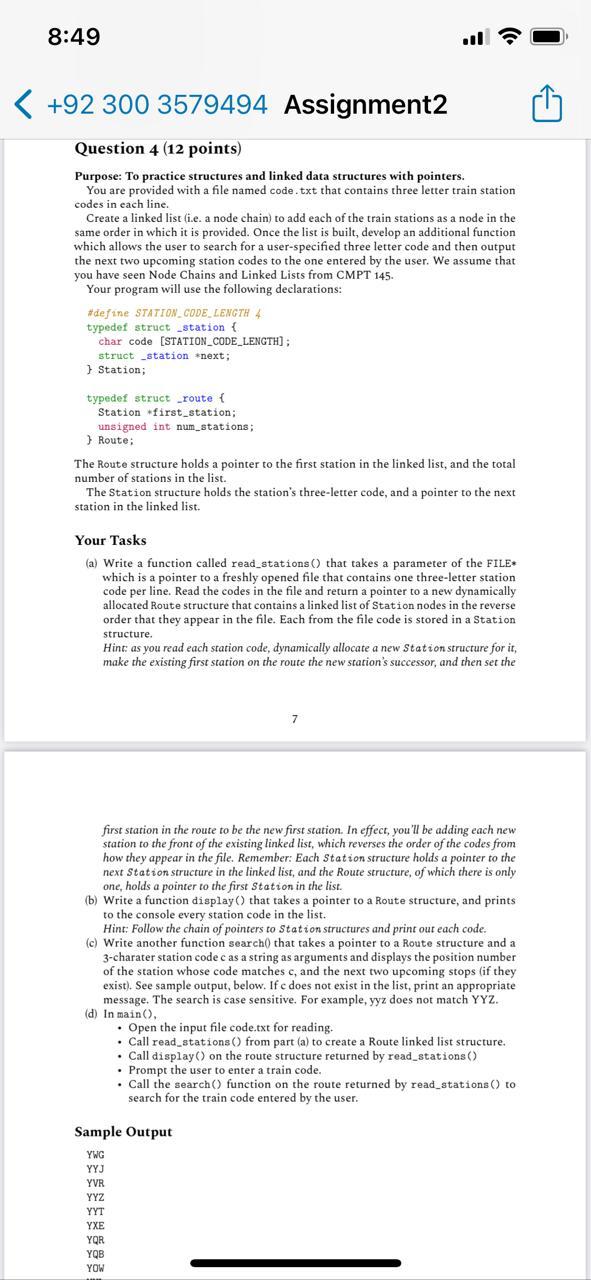 8:49
+92 300 3579494 Assignment2
Question 4 (12 points)
Purpose: To practice structures and linked data structures with pointers.
You are provided with a file named code.txt that contains three letter train station
codes in each line.
Create a linked list (i.e. a node chain) to add each of the train stations as a node in the
same order in which it is provided. Once the list is built, develop an additional function
which allows the user to search for a user-specified three letter code and then output
the next two upcoming station codes to the one entered by the user. We assume that
you have seen Node Chains and Linked Lists from CMPT 145.
Your program will use the following declarations:
#define STATION_CODE_LENGTH 4
typedef struct _station {
char code [STATION_CODE_LENGTH];
struct _station *next;
} Station;
typedef struct _route {
Station *first_station;
unsigned int num_stations;
} Route;
The Route structure holds a pointer to the first station in the linked list, and the total
number of stations in the list.
The Station structure holds the station's three-letter code, and a pointer to the next
station in the linked list.
Your Tasks
(a) Write a function called read_stations() that takes a parameter of the FILE*
which is a pointer to a freshly opened file that contains one three-letter station
code per line. Read the codes in the file and return a pointer to a new dynamically
allocated Route structure that contains a linked list of Station nodes in the reverse
order that they appear in the file. Each from the file code is stored in a Station
structure.
Hint: as you read each station code, dynamically allocate a new Station structure for it,
make the existing first station on the route the new station's successor, and then set the
7
first station in the route to be the new first station. In effect, you'll be adding each new
station to the front of the existing linked list, which reverses the order of the codes from
how they appear in the file. Remember: Each Station structure holds a pointer to the
next Station structure in the linked list, and the Route structure, of which there is only
one, holds a pointer to the first Station in the list.
(b) Write a function display() that takes a pointer to a Route structure, and prints
to the console every station code in the list.
Hint: Follow the chain of pointers to Station structures and print out each code.
(c) Write another function search() that takes a pointer to a Route structure and a
3-charater station code c as a string as arguments and displays the position number
of the station whose code matches c, and the next two upcoming stops (if they
exist). See sample output, below. If c does not exist in the list, print an appropriate
message. The search is case sensitive. For example, yyz does not match YYZ.
(d) In main(),
• Open the input file code.txt for reading.
• Call read_stations() from part (a) to create a Route linked list structure.
• Call display() on the route structure returned by read_stations()
• Prompt the user to enter a train code.
• Call the search() function on the route returned by read_stations() to
search for the train code entered by the user.
Sample Output
YWG
YYJ
YVR
YYZ
YYT
YXE
YQR
YQB
YOW